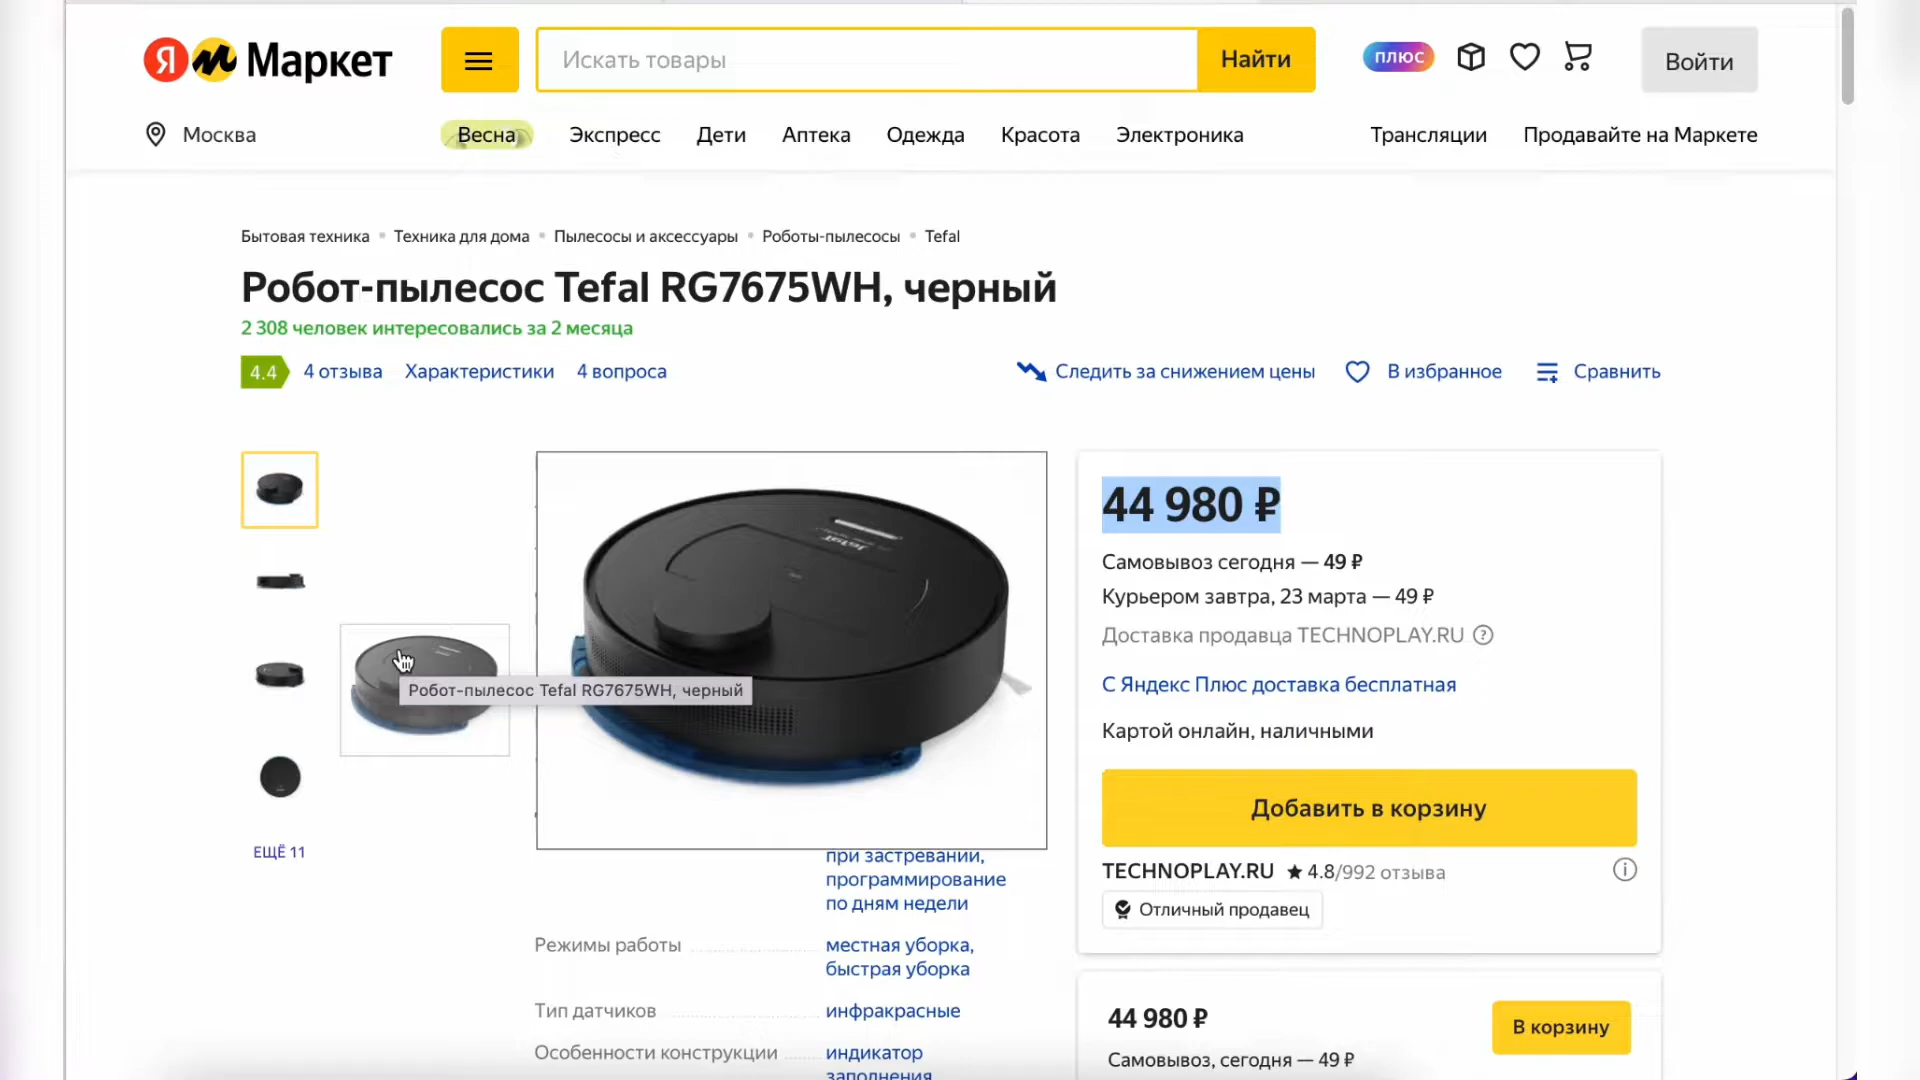 Я Маркет
Искать товары
Найти
плюс
Войти
Москва
Весна
Экспресс
Дети
Аптека
Одежда
Красота
Электроника
Трансляции
Продавайте на Маркете
Бытовая техника • Техника для дома • Пылесосы и аксессуары • Роботы-пылесосы • Tefal
Робот-пылесос Tefal RG7675WH, черный
2 308 человек интересовались за 2 месяца
4.4
4 отзыва
Характеристики
4 вопроса
Следить за снижением цены
В избранное
Сравнить
ЕЩЁ 11
Tefal
Робот-пылесос Tefal RG7675WH, черный
при застревании,
программирование
по дням недели
Режимы работы
местная уборка,
быстрая уборка
Тип датчиков
инфракрасные
Особенности конструкции
индикатор
заполнения
44 980 ₽
Самовывоз сегодня — 49 ₽
Курьером завтра, 23 марта — 49 ₽
Доставка продавца TECHNOPLAY.RU ?
С Яндекс Плюс доставка бесплатная
Картой онлайн, наличными
Добавить в корзину
TECHNOPLAY.RU ★ 4.8/992 отзыва
Отличный продавец
44 980 ₽
В корзину
Самовывоз, сегодня — 49 ₽